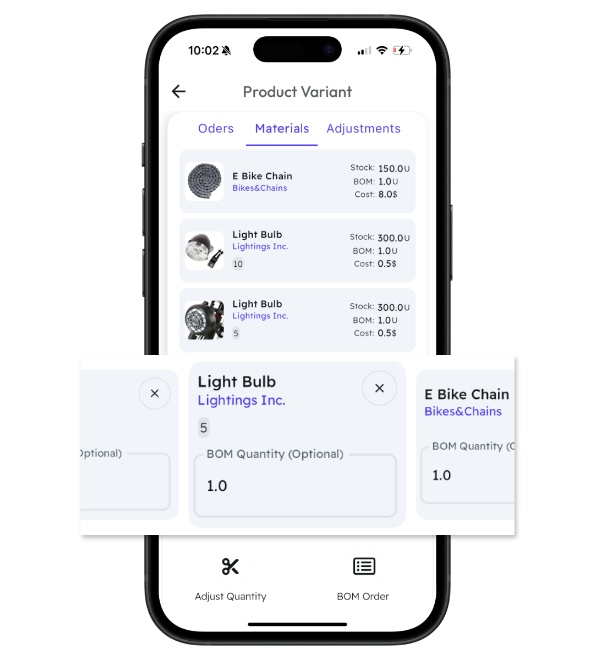 10:02
Product Variant
Oders
Materials
Adjustments
E Bike Chain
Bikes&Chains
Stock: 150.0U
BOM: 1.0U
Cost: 8.0$
Light Bulb
Lightings Inc.
10
Stock: 300.0U
BOM: 1.0U
Cost: 0.5$
Light Bulb
Lightings Inc.
5
Stock: 300.0U
BOM: 1.0U
Cost: 0.5$
ptional)
Light Bulb
Lightings Inc.
5
BOM Quantity (Optional)
1.0
E Bike Chain
Bikes&Chains
BOM Quantity (O
1.0
Adjust Quantity
BOM Order